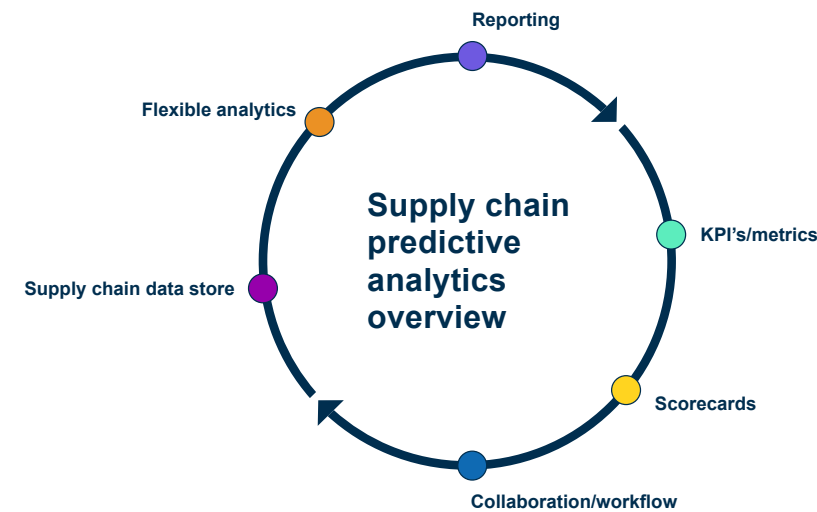 Reporting
Flexible analytics
Supply chain
predictive
analytics
overview
KPI's/metrics
Supply chain data store
Scorecards
Collaboration/workflow